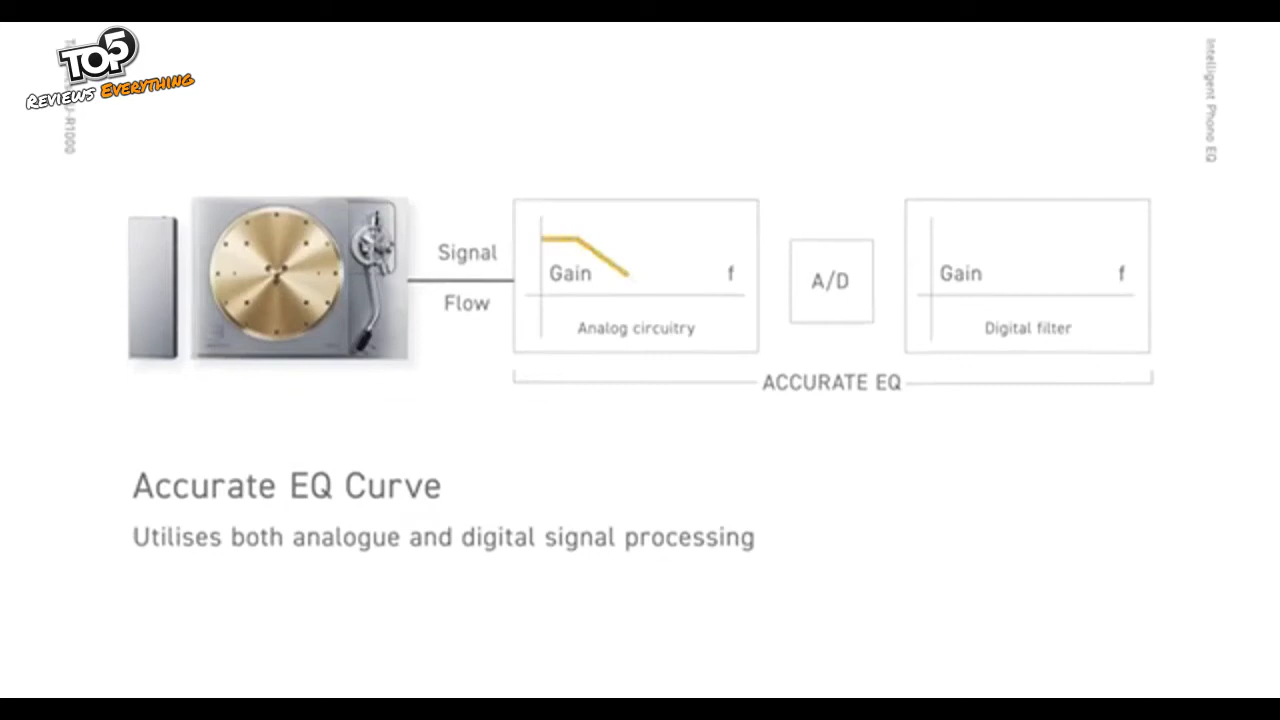 TOP5
Reviews Everything
R1000
Intelligent Phono EQ
Signal
Flow
Gain
f
Analog circuitry
A/D
Gain
f
Digital filter
ACCURATE EQ
Accurate EQ Curve
Utilises both analogue and digital signal processing